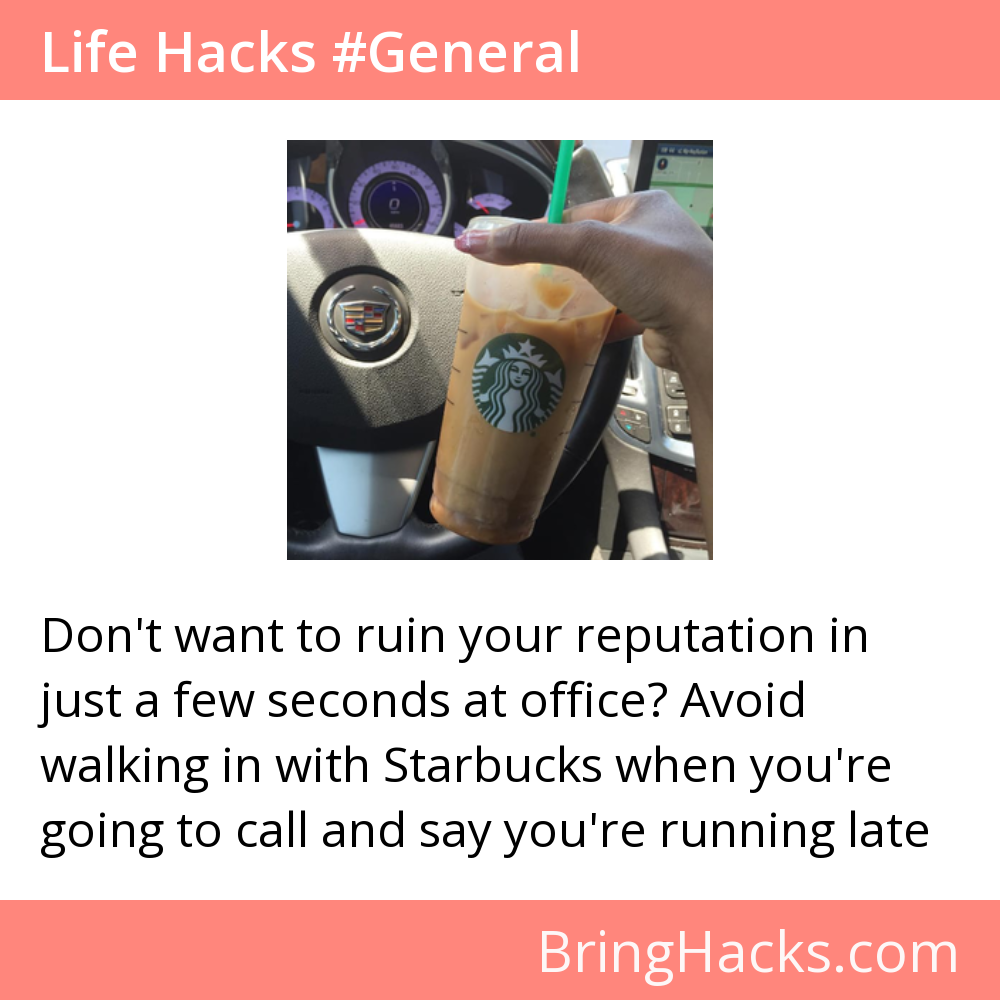 Life Hacks #General
Don't want to ruin your reputation in
just a few seconds at office? Avoid
walking in with Starbucks when you're
going to call and say you're running late
BringHacks.com